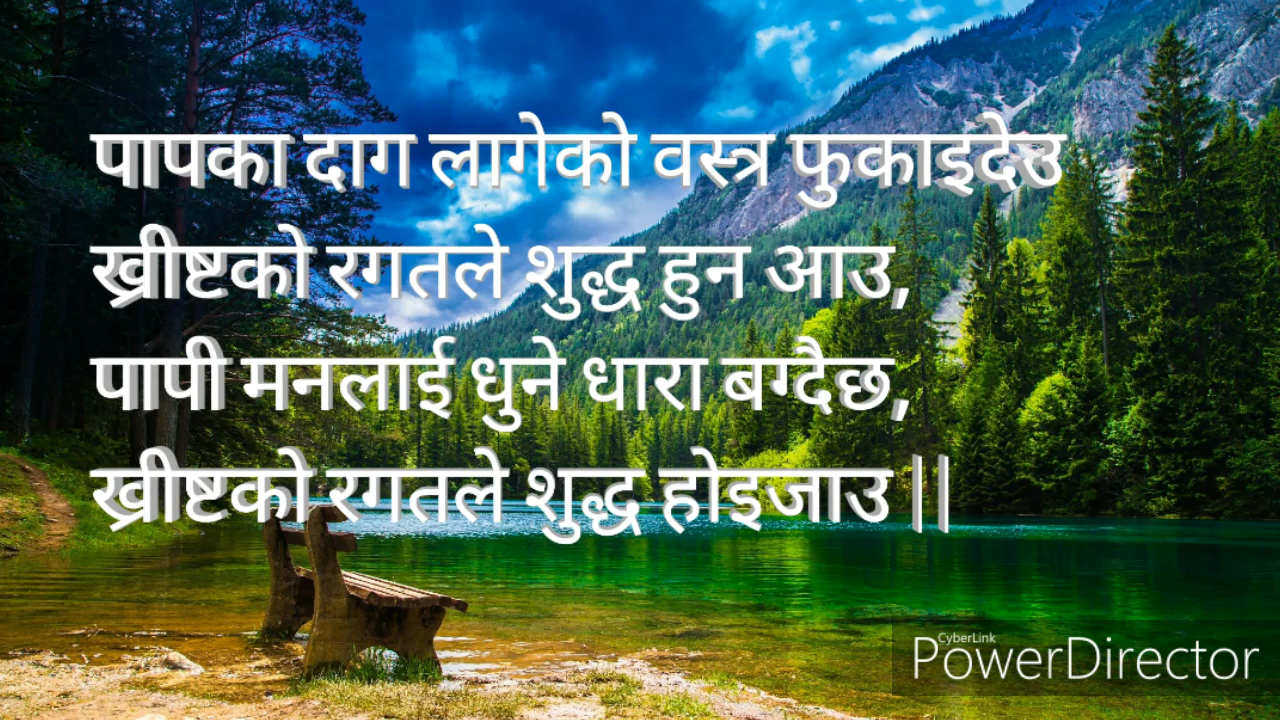 पापका दाग लागेको वस्त्र फुकाइदेउ
ख्रीष्टको रगतले शुद्ध हुन आउ,
पापी मनलाई धुने धारा बग्दैछ,
ख्रीष्टको रगतले शुद्ध होइजाउ ||
CyberLink
PowerDirector